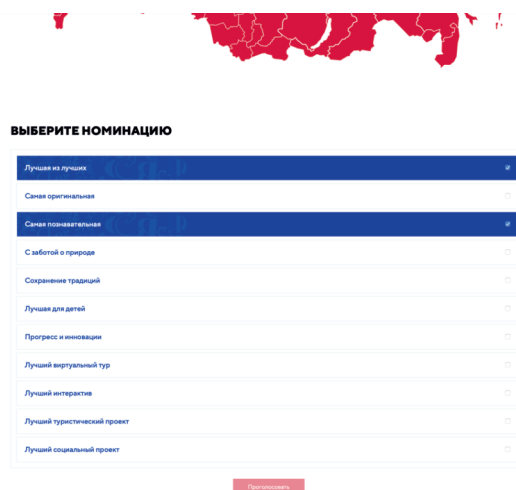 ВЫБЕРИТЕ НОМИНАЦИЮ
Лучшая из лучших
Самая оригинальная
Самая познавательная
С заботой о природе
Сохранение традиций
Лучшая для детей
Прогресс и инновации
Лучший виртуальный тур
Лучший интерактив
Лучший туристический проект
Лучший социальный проект
Проголосовать